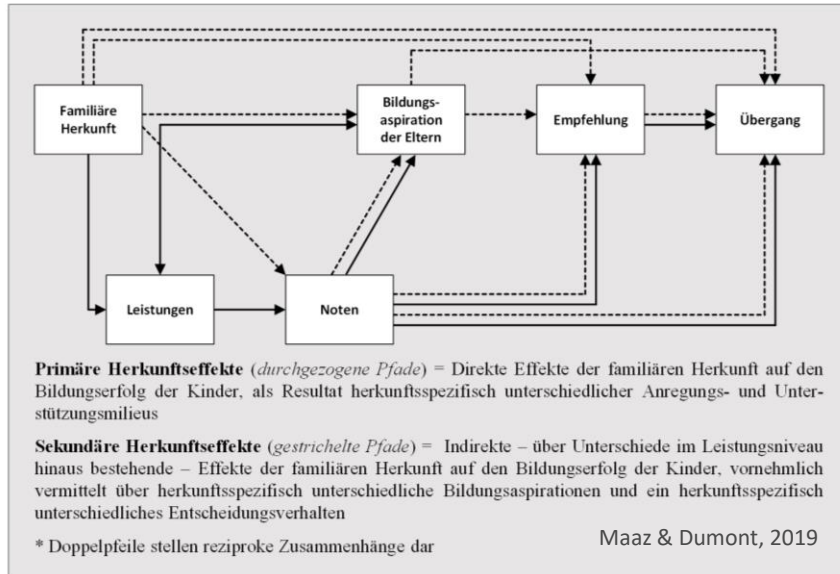 Familiäre
Herkunft
Bildungs-
aspiration
der Eltern
Empfehlung
Übergang
Leistungen
Noten
Primäre Herkunftseffekte (durchgezogene Pfade) = Direkte Effekte der familiären Herkunft auf den
Bildungserfolg der Kinder, als Resultat herkunftsspezifisch unterschiedlicher Anregungs- und Unter-
stützungsmilieus
Sekundäre Herkunftseffekte (gestrichelte Pfade) = Indirekte – über Unterschiede im Leistungsniveau
hinaus bestehende – Effekte der familiären Herkunft auf den Bildungserfolg der Kinder, vornehmlich
vermittelt über herkunftsspezifisch unterschiedliche Bildungsaspirationen und ein herkunftsspezifisch
unterschiedliches Entscheidungsverhalten
* Doppelpfeile stellen reziproke Zusammenhänge dar
Maaz & Dumont, 2019